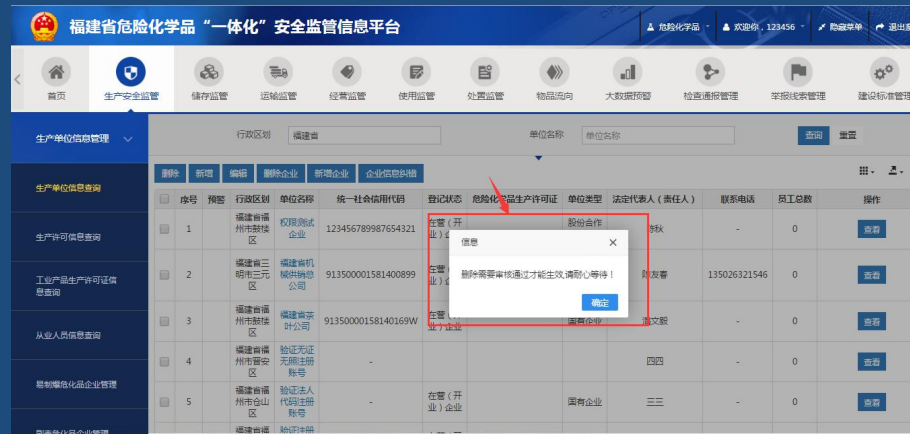 福建省危险化学品“一体化”安全监管信息平台
危险化学品
欢迎你，123456
隐藏菜单
退出
首页
生产安全监管
储存监管
运输监管
经营监管
使用监管
处置监管
物品流向
大数据预警
检查通报管理
举报线索管理
建设标准管理
生产单位信息管理
生产单位信息查询
生产许可信息查询
工业产品生产许可证信
息查询
从业人员信息查询
易制爆危化品企业管理
行政区划 福建省 单位名称 单位名称 查询 重置
删除 新增 编辑 删除企业 新增企业 企业信息纠错
序号 预警 行政区划 单位名称 统一社会信用代码 登记状态 危险化学品生产许可证 单位类型 法定代表人（责任人） 联系电话 员工总数 操作
1 福建省福州市鼓楼区 权限测试企业 123456789987654321 在营（开 股份合作 秋 - 0 查看
2 福建省三明市三元区 福建省机械供销总公司 913500001581400899 在营 友春 135026321546 0 查看
3 福建省福州市鼓楼区 福建省茶叶公司 91350000158140169W 在营（开业）企业 国有企业 文毅 - 0 查看
4 福建省福州市晋安区 验证无证无照注册账号 - 四四 - 0 查看
5 福建省福州市仓山区 验证法人代码注册账号 - 在营（开业）企业 国有企业 三三 - 0 查看
福建省福 验证注册
信息
删除需要审核通过才能生效,请耐心等待！
确定